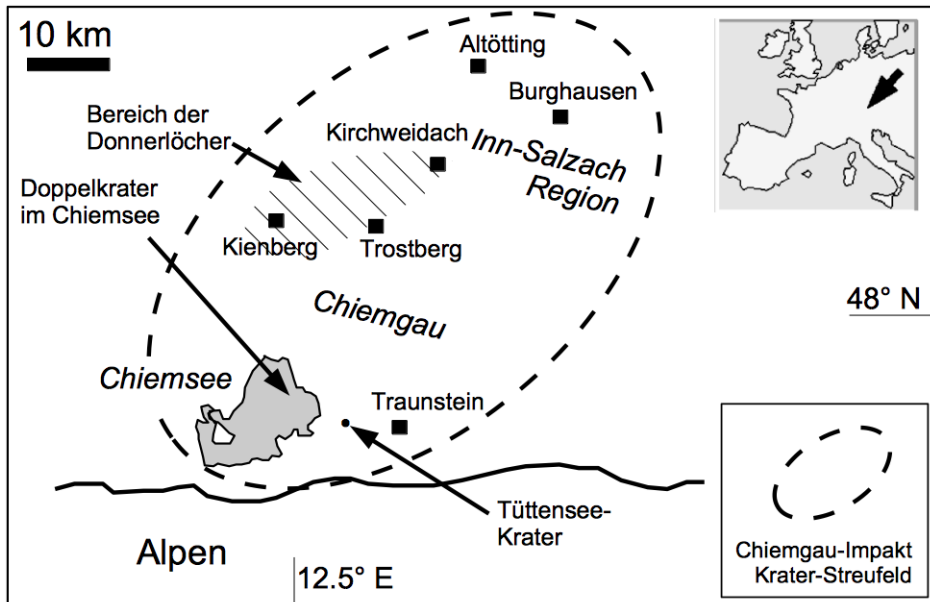 10 km
Altötting
Burghausen
Bereich der
Donnerlöcher
Kirchweidach
Inn-Salzach
Region
Doppelkrater
im Chiemsee
Kienberg
Trostberg
48° N
Chiemgau
Chiemsee
Traunstein
Tüttensee-
Krater
Alpen
12.5° E
Chiemgau-Impakt
Krater-Streufeld